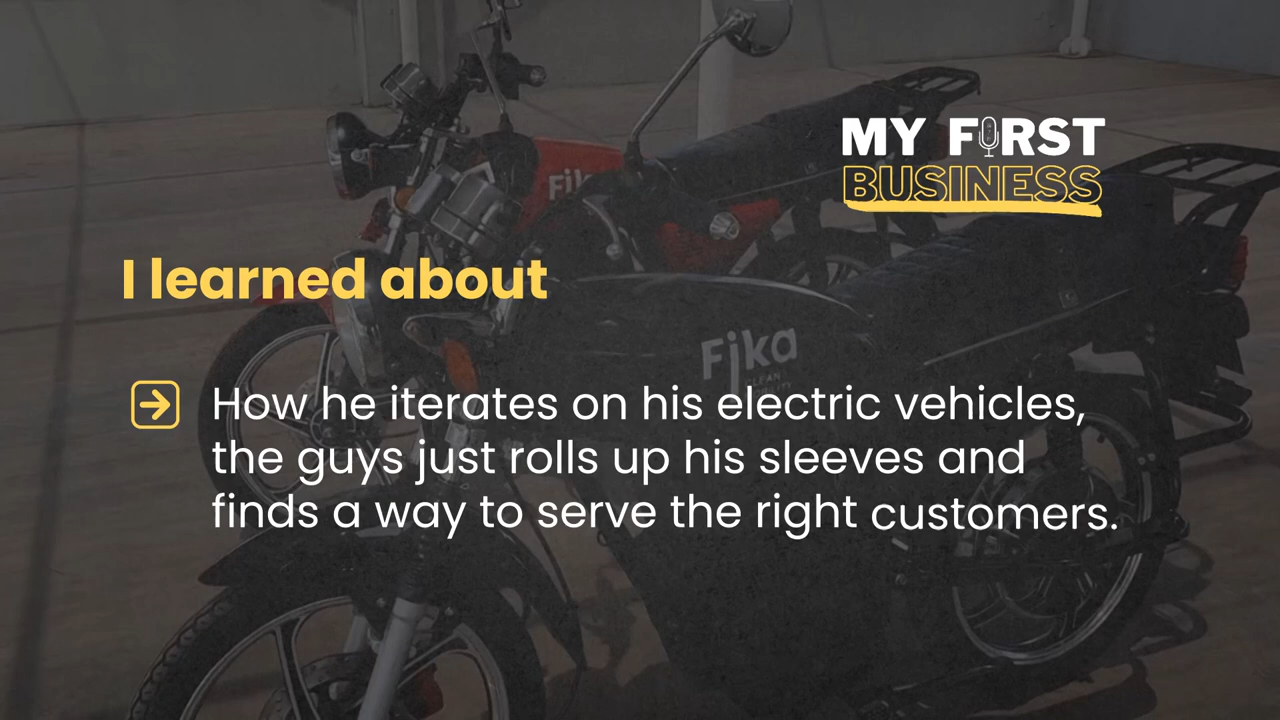 MY FIRST
BUSINESS
I learned about
How he iterates on his electric vehicles,
the guys just rolls up his sleeves and
finds a way to serve the right customers.
Fjka